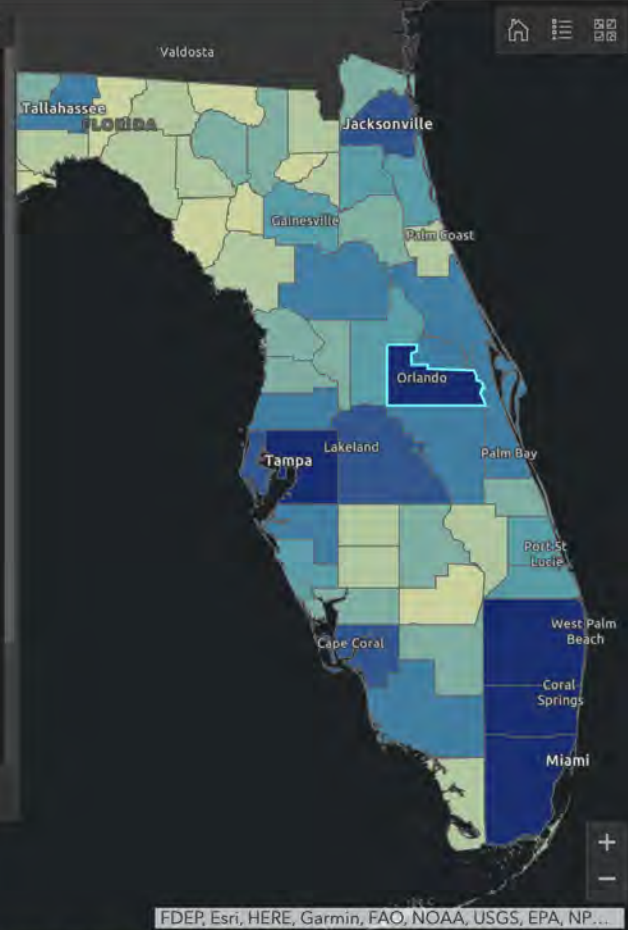 Valdosta
Tallahassee
FLORIDA
Jacksonville
Gainesville
Palm Coast
Orlando
Lakeland
Tampa
Palm Bay
Port St
Lucie
Cape Coral
West Palm
Beach
Coral
Springs
Miami
+
−
FDEP, Esri, HERE, Garmin, FAO, NOAA, USGS, EPA, NP...